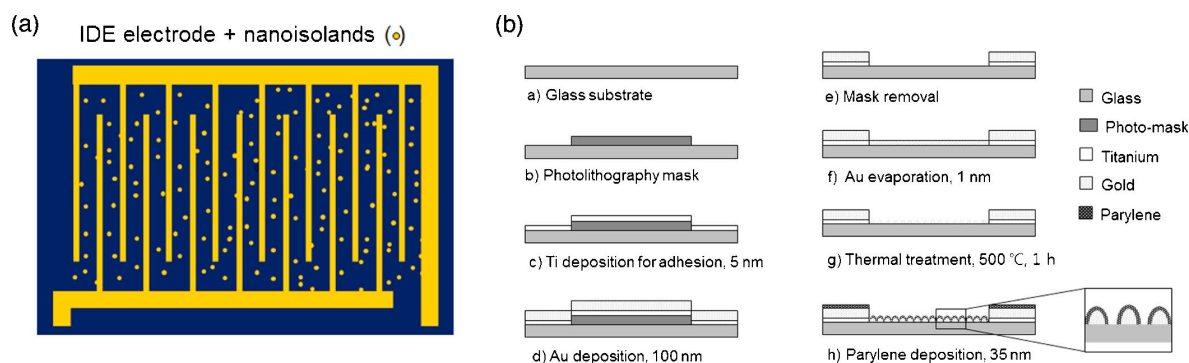 (a)
IDE electrode + nanoisolands ( )
(b)
a) Glass substrate
b) Photolithography mask
c) Ti deposition for adhesion, 5 nm
d) Au deposition, 100 nm
e) Mask removal
f) Au evaporation, 1 nm
g) Thermal treatment, 500 ℃, 1 h
h) Parylene deposition, 35 nm
Glass
Photo-mask
Titanium
Gold
Parylene